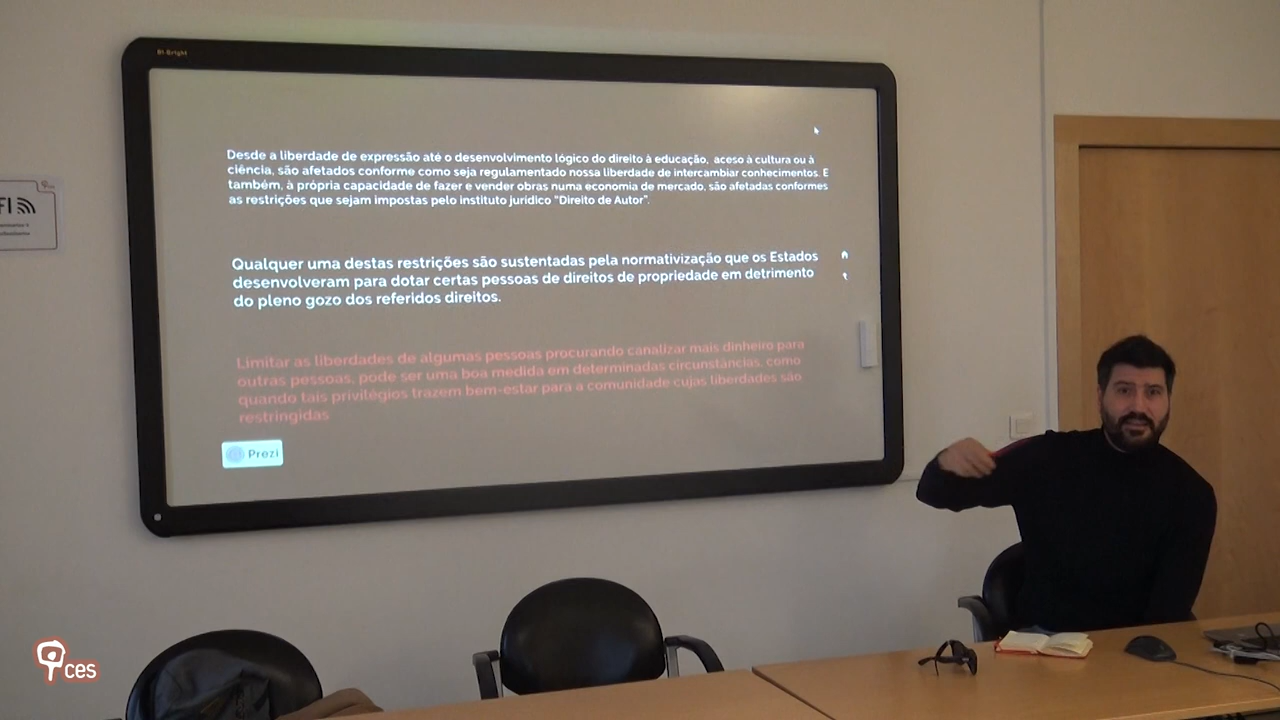 Bi-Bright
FI
Desde a liberdade de expressão até o desenvolvimento lógico do direito à educação, aceso à cultura ou à
ciência, são afetados conforme como seja regulamentado nossa liberdade de intercambiar conhecimentos. E
também, à própria capacidade de fazer e vender obras numa economia de mercado, são afetadas conformes
as restrições que sejam impostas pelo instituto jurídico "Direito de Autor".
Qualquer uma destas restrições são sustentadas pela normativização que os Estados
desenvolveram para dotar certas pessoas de direitos de propriedade em detrimento
do pleno gozo dos referidos direitos.
Limitar as liberdades de algumas pessoas procurando canalizar mais dinheiro para
outras pessoas, pode ser uma boa medida em determinadas circunstâncias, como
quando tais privilégios trazem bem-estar para a comunidade cujas liberdades são
restringidas
Prezi
ces